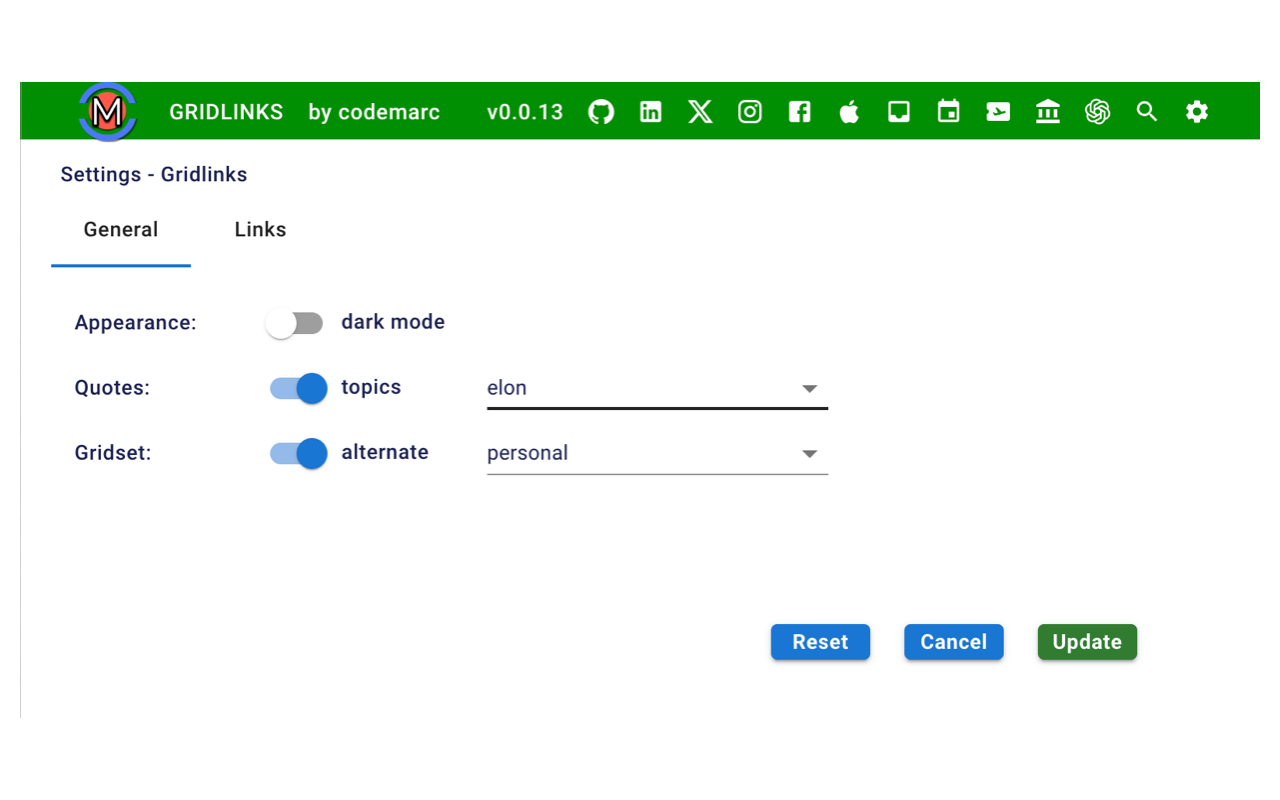 M GRIDLINKS by codemarc v0.0.13
Settings - Gridlinks
General Links
Appearance: dark mode
Quotes: topics elon
Gridset: alternate personal
Reset Cancel Update